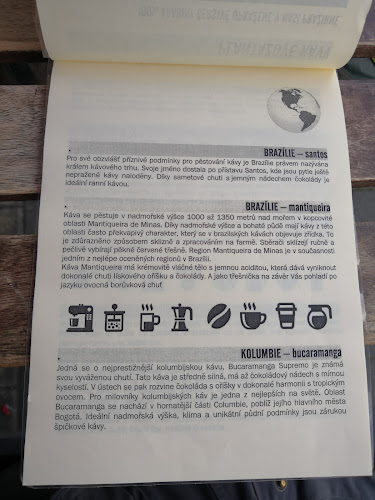 BRAZÍLIE – santos
Pro své obzvlášť příznivé podmínky pro pěstování kávy je Brazílie právem nazývána
králem kávového trhu. Svoje jméno dostala po přístavu Santos, kde jsou pytle ještě
nepražené kávy naloděny. Díky sametové chuti a jemným nádechem čokolády je
ideální ranní kávou.
BRAZÍLIE – mantiqueira
Káva se pěstuje v nadmořské výšce 1000 až 1350 metrů nad mořem v kopcovité
oblasti Mantiqueira de Minas. Díky nadmořské výšce a bohaté půdě mají kávy z této
oblasti často překvapivý charakter, který se v brazilských kávách objevuje zřídka. To
je zdůrazněno způsobem sklizně a zpracováním na farmě. Sběrači sklízejí ručně a
pečlivě vybírají pálkoně červené třešně. Region Mantiqueira de Minas je v současnosti
jedním z nejlépe oceněných regionů v Brazílii.
Káva Mantiqueira má krémovité vláčné tělo s jemnou aciditou, která dává vyniknout
dokonalé chuti lískového oříšku a čokolády. A jako třešnička na závěr Vás pohladí po
jazyku ovocná borůvková chuť
KOLUMBIE – bucaramanga
Jedná se o nejprestižnější kolumbijskou kávu, Bucaramanga Supremo je známá
svou vyváženou chutí. Tato káva je středně silná, má až čokoládový nádech s mírnou
kyselostí. V ústech se pak rozvine čokoláda s oříšky v dokonalé harmonii s tropickým
ovocem. Pro milovníky kolumbijských káv je jedna z nejlepších na světě. Oblast
Bucaramanga se nachází v hornatější části Columbie, poblíž jejího hlavního města
Bogotá. Ideální nadmořská výška, klima a unikátní půdní podmínky jsou zárukou
špičkové kávy.